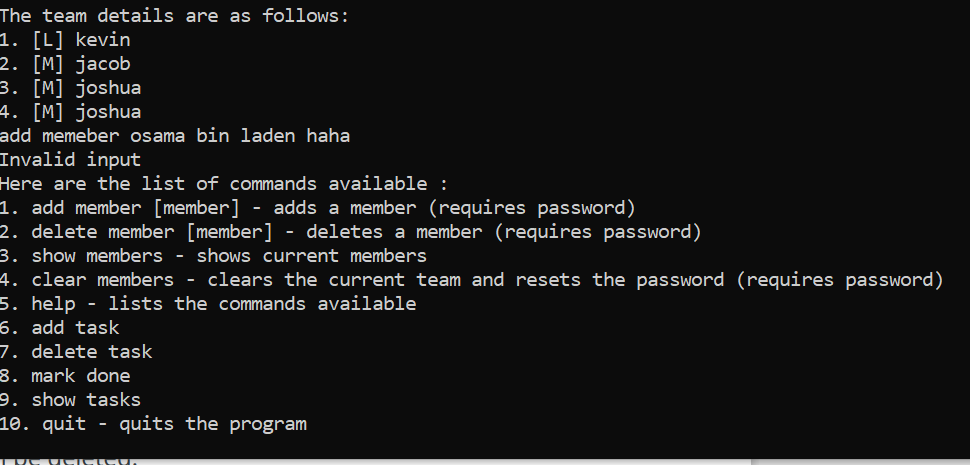 The team details are as follows:
1. [L] kevin
2. [M] jacob
3. [M] joshua
4. [M] joshua
add memeber osama bin laden haha
Invalid input
Here are the list of commands available :
1. add member [member] - adds a member (requires password)
2. delete member [member] - deletes a member (requires password)
3. show members - shows current members
4. clear members - clears the current team and resets the password (requires password)
5. help - lists the commands available
6. add task
7. delete task
8. mark done
9. show tasks
10. quit - quits the program
be deleted.